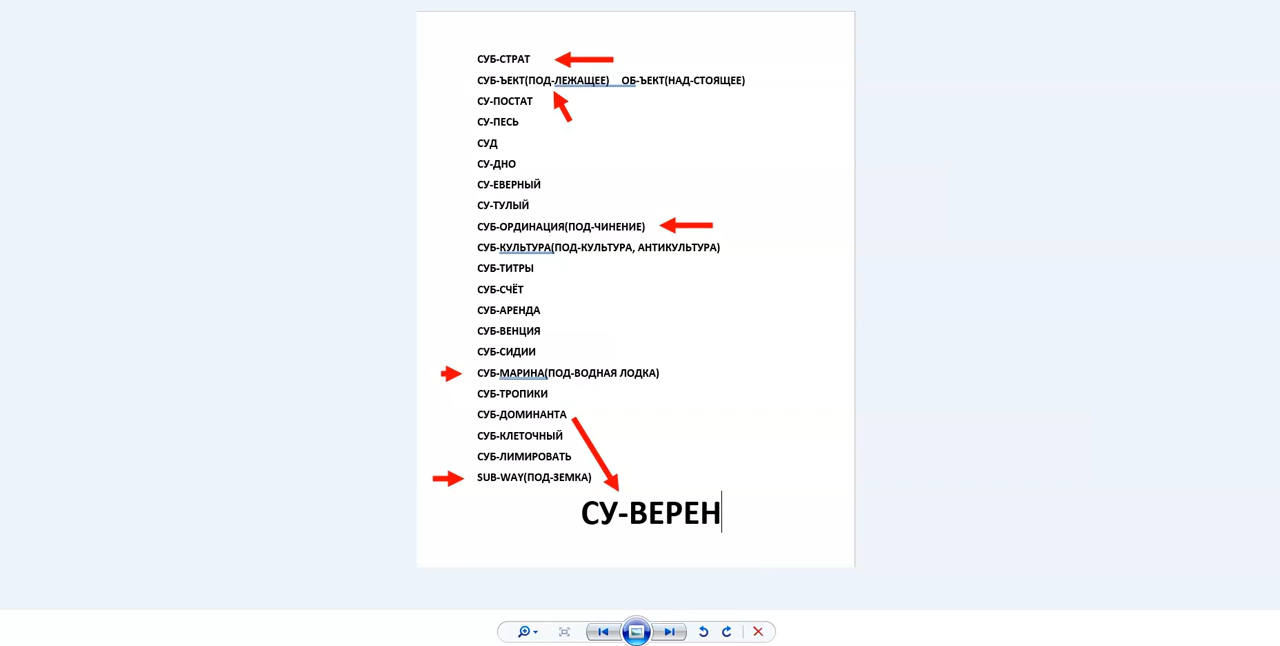 СУБ-СТРАТ
СУБ-ЪЕКТ(ПОД-ЛЕЖАЩЕЕ) ОБ-ЪЕКТ(НАД-СТОЯЩЕЕ)
СУ-ПОСТАТ
СУ-ПЕСЬ
СУД
СУ-ДНО
СУ-ЕВЕРНЫЙ
СУ-ТУЛЫЙ
СУБ-ОРДИНАЦИЯ(ПОД-ЧИНЕНИЕ)
СУБ-КУЛЬТУРА(ПОД-КУЛЬТУРА, АНТИКУЛЬТУРА)
СУБ-ТИТРЫ
СУБ-СЧЁТ
СУБ-АРЕНДА
СУБ-ВЕНЦИЯ
СУБ-СИДИИ
СУБ-МАРИНА(ПОД-ВОДНАЯ ЛОДКА)
СУБ-ТРОПИКИ
СУБ-ДОМИНАНТА
СУБ-КЛЕТОЧНЫЙ
СУБ-ЛИМИРОВАТЬ
SUB-WAY(ПОД-ЗЕМКА)
СУ-ВЕРЕН